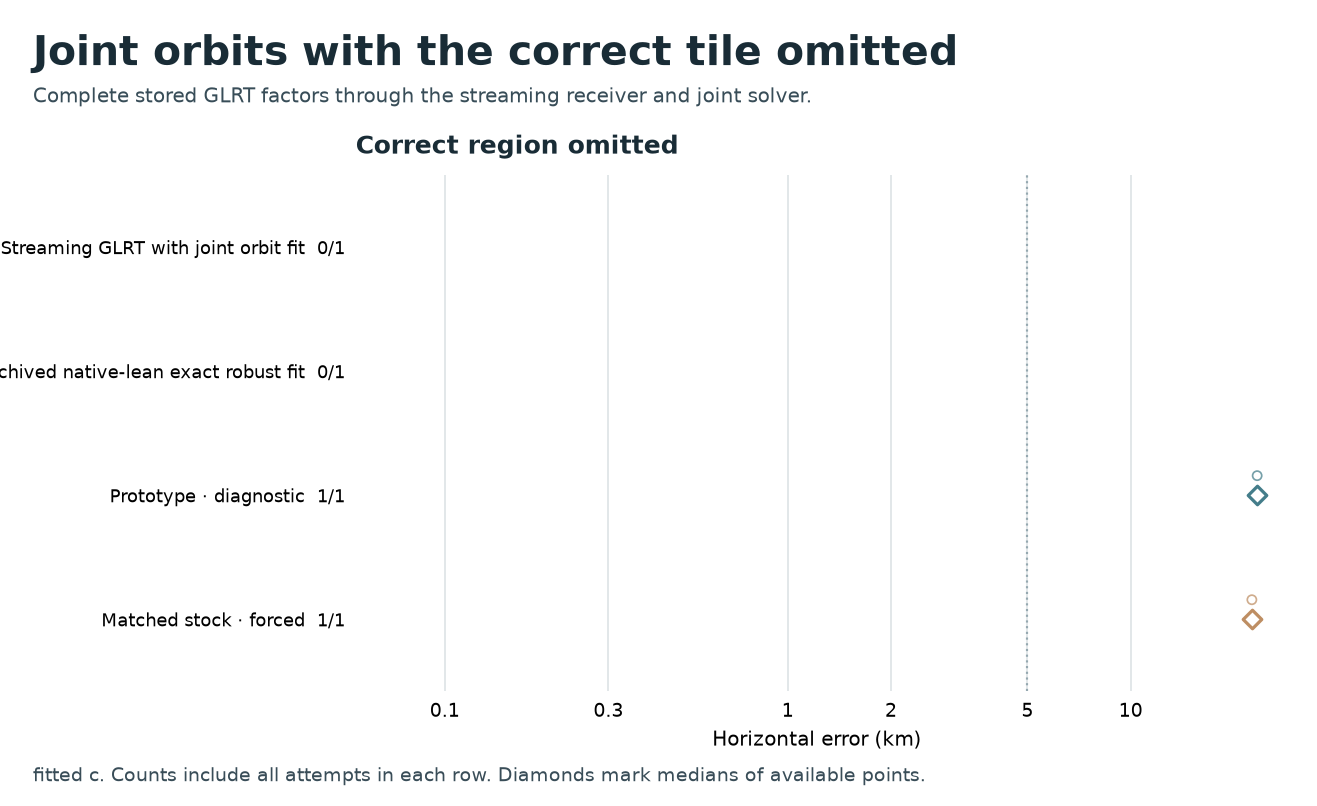 Joint orbits with the correct tile omitted
Complete stored GLRT factors through the streaming receiver and joint solver.
Correct region omitted
Streaming GLRT with joint orbit fit 0/1
chived native-lean exact robust fit 0/1
Prototype · diagnostic 1/1
Matched stock · forced 1/1
0.1 0.3 1 2 5 10
Horizontal error (km)
fitted c. Counts include all attempts in each row. Diamonds mark medians of available points.